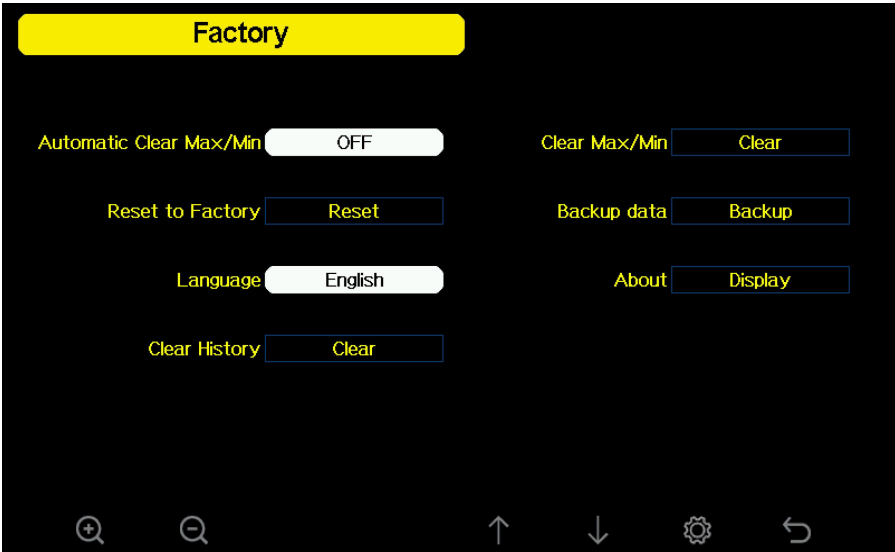 Factory
Automatic Clear Max/Min OFF Clear Max/Min Clear
Reset to Factory Reset Backup data Backup
Language English About Display
Clear History Clear